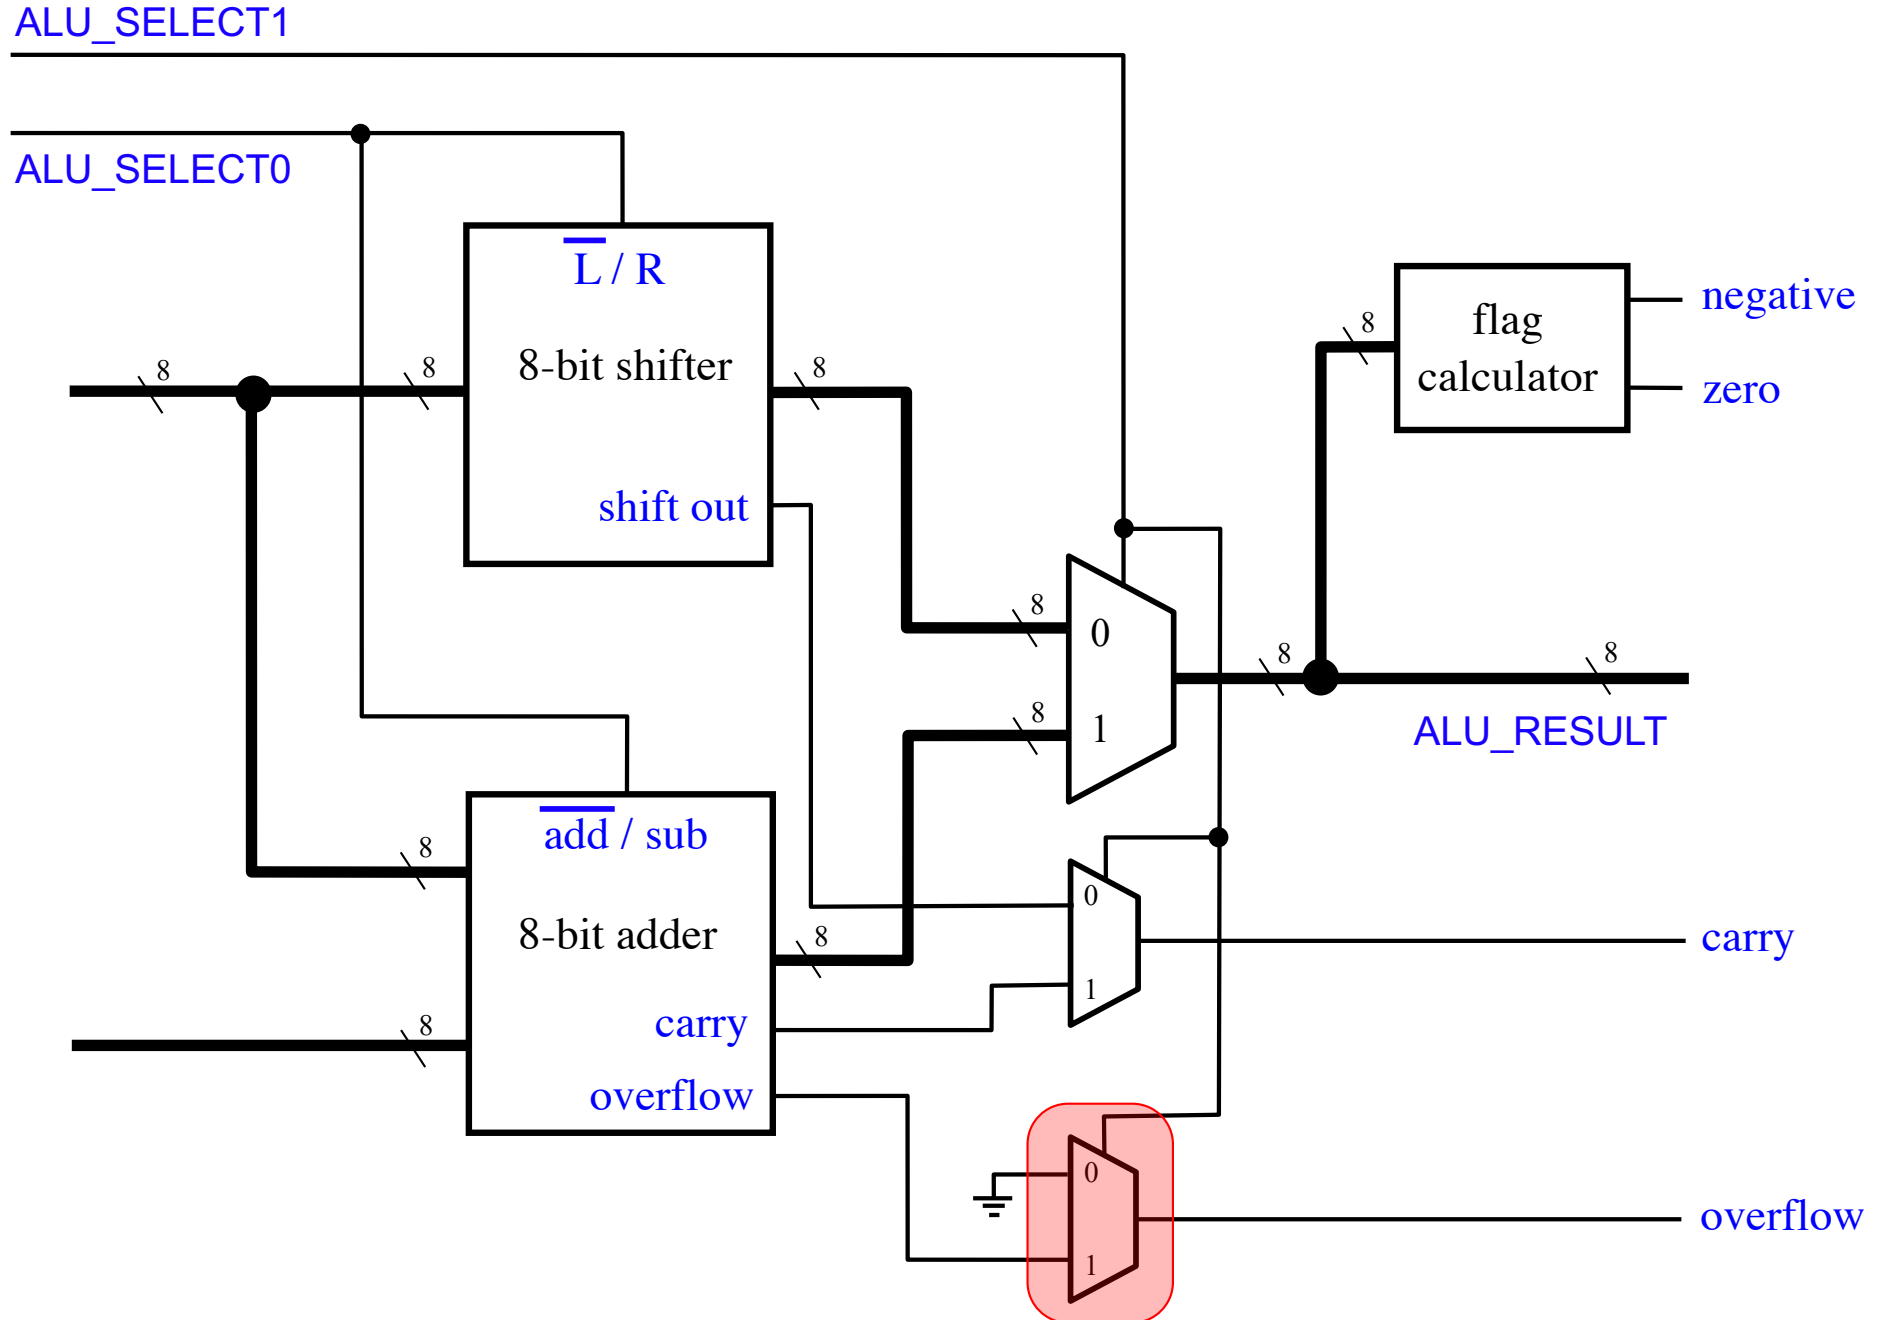 ALU_SELECT1
ALU_SELECT0
L / R
8-bit shifter
shift out
8
8
8
add / sub
8-bit adder
carry
overflow
8
8
8
8
8
0
1
8
8
8
flag
calculator
negative
zero
ALU_RESULT
0
1
carry
0
1
overflow